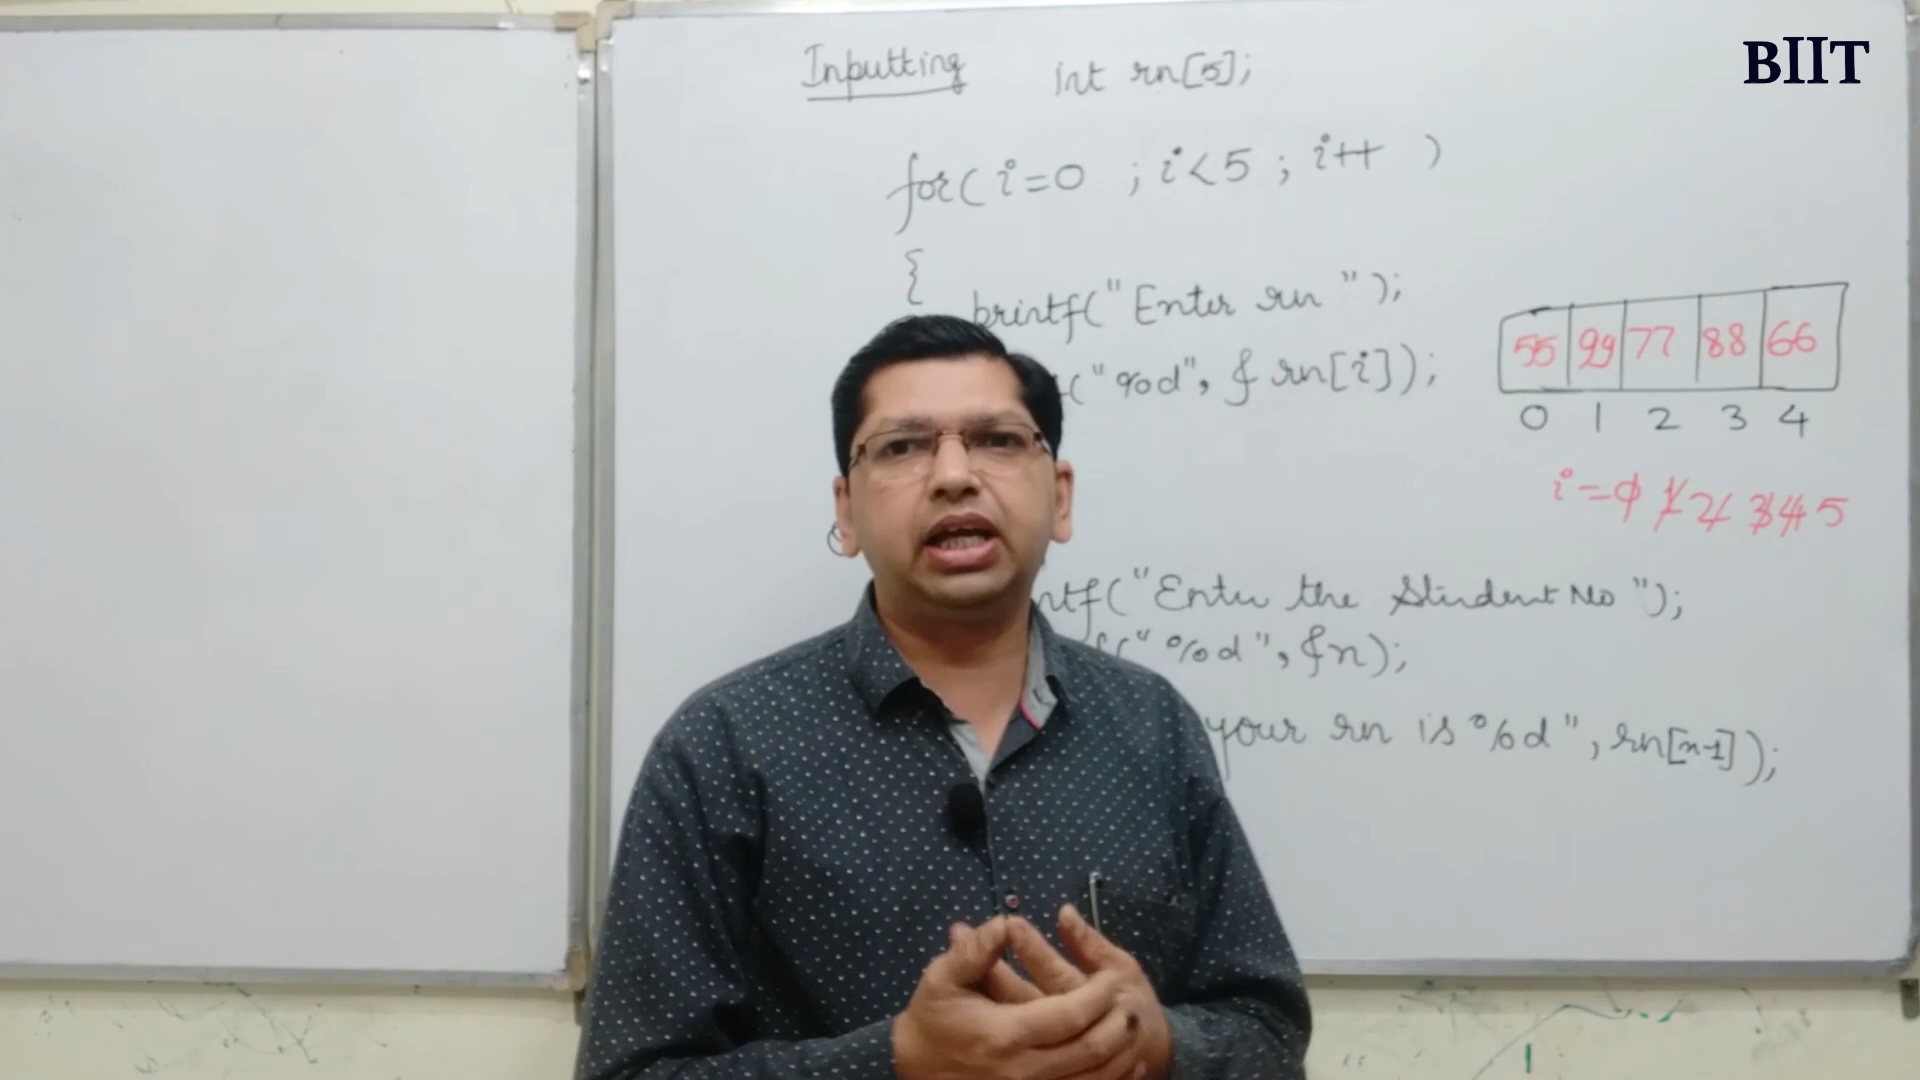 BIIT
Inputting int rn[5];
for( i=0 ; i<5 ; i++ )
{
printf("Enter rn ");
("%d", & rn[i]);
55 99 77 88 66
0 1 2 3 4
i=0 1 2 3 4 5
ntf("Enter the Student No ");
f("%d", &n);
your rn is %d", rn[n-1]);